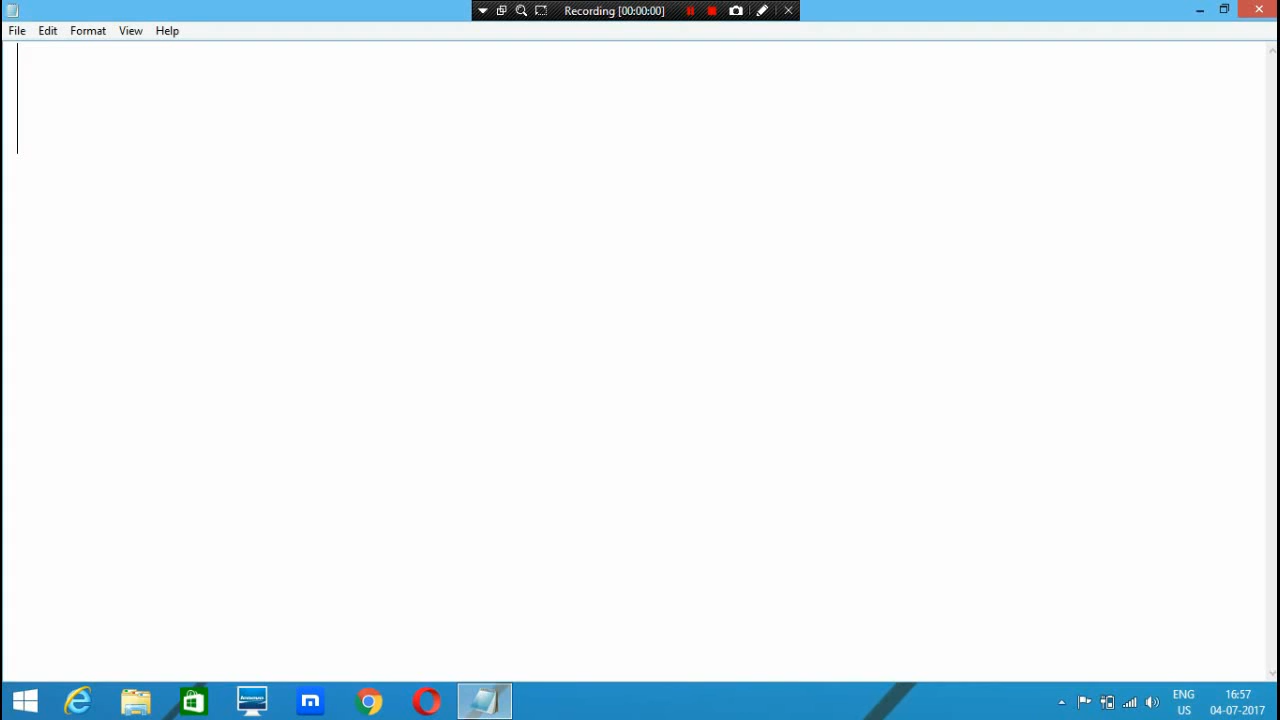 Recording [00:00:00]
File Edit Format View Help
ENG 16:57
US 04-07-2017